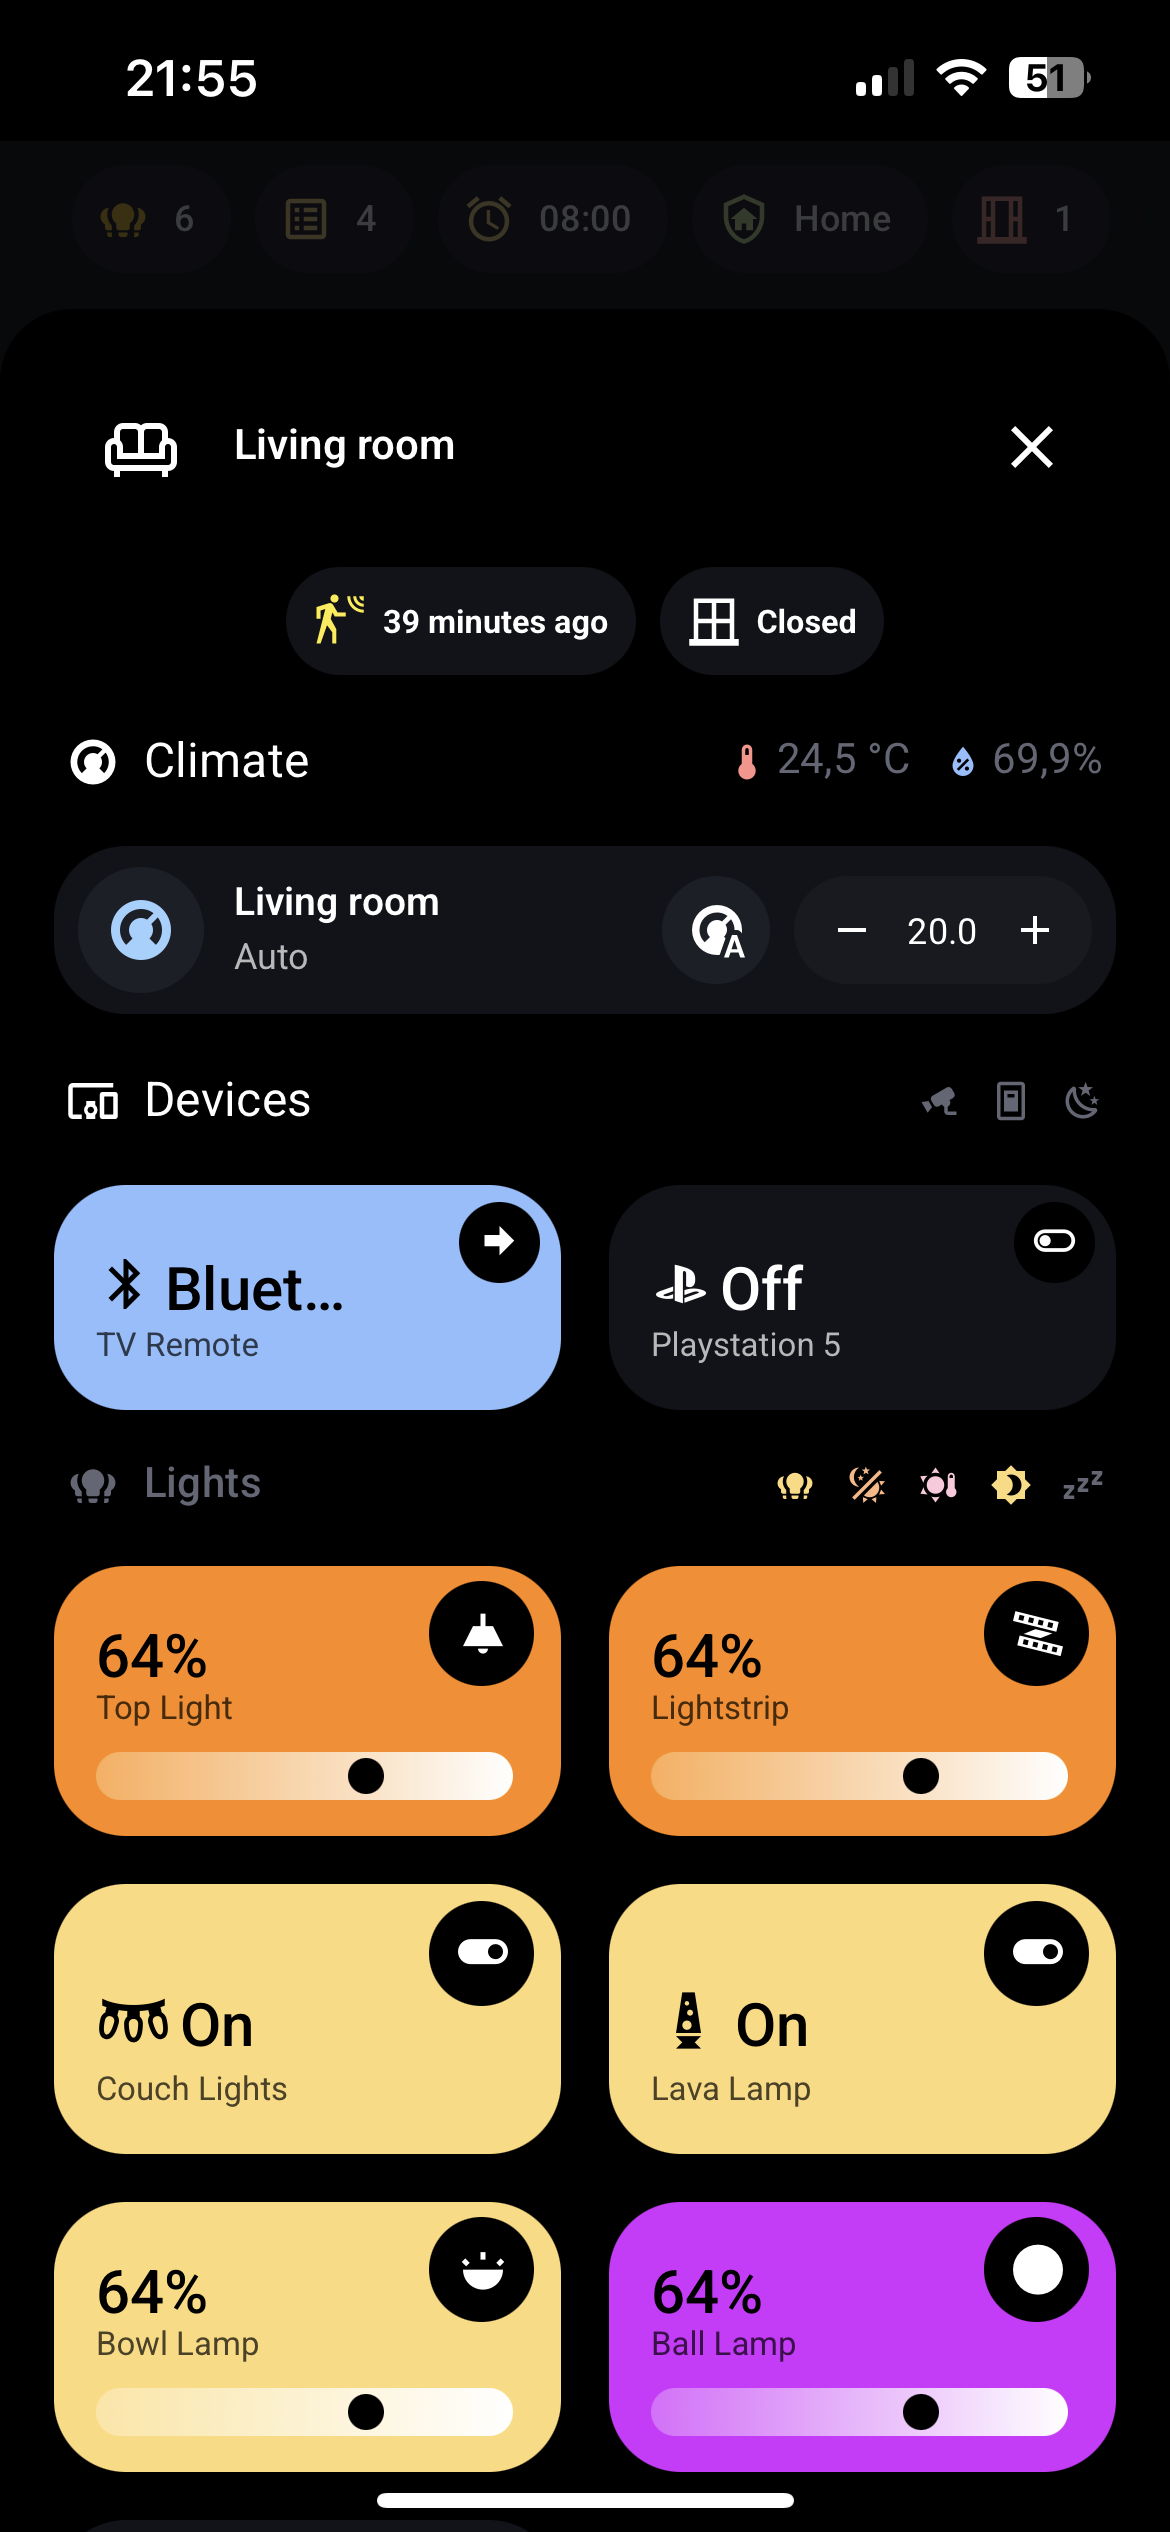 21:55
51
6
4
08:00
Home
1
Living room
39 minutes ago
Closed
Climate
24,5 °C
69,9%
Living room
Auto
A
20.0
Devices
Bluet...
TV Remote
Off
Playstation 5
Lights
zzz
64%
Top Light
64%
Lightstrip
On
Couch Lights
On
Lava Lamp
64%
Bowl Lamp
64%
Ball Lamp